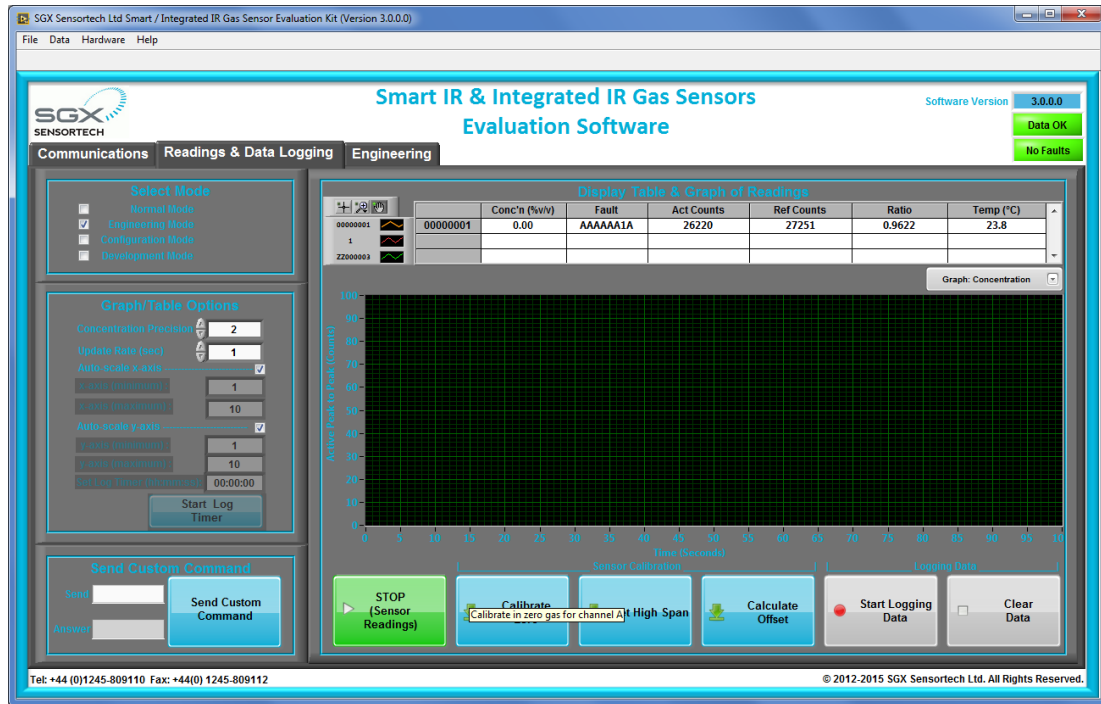 SGX Sensortech Ltd Smart / Integrated IR Gas Sensor Evaluation Kit (Version 3.0.0.0)
File Data Hardware Help
SGX
SENSORTECH
Smart IR & Integrated IR Gas Sensors
Evaluation Software
Software Version 3.0.0.0
Data OK
No Faults
Communications Readings & Data Logging Engineering
Select Mode
Normal Mode
Engineering Mode
Configuration Mode
Development Mode
Graph/Table Options
Concentration Precision 2
Update Rate (sec) 1
Auto-scale x-axis
1
10
Auto-scale y-axis
1
10
00:00:00
Start Log
Timer
Send Custom Command
Send
Answer
Send Custom
Command
Display Table & Graph of Readings
Conc'n (%v/v) Fault Act Counts Ref Counts Ratio Temp (°C)
00000001 00000001 0.00 AAAAAA1A 26220 27251 0.9622 23.8
1
ZZ000003
Graph: Concentration
Active Peak to Peak (Counts)
100
90
80
70
60
50
40
30
20
10
0
0 5 10 15 20 25 30 35 40 45 50 55 60 65 70 75 80 85 90 95 10
Time (Seconds)
Sensor Calibration Logging Data
STOP
(Sensor
Readings)
Calibrate
Calibrate in zero gas for channel A
High Span
Calculate
Offset
Start Logging
Data
Clear
Data
Tel: +44 (0)1245-809110 Fax: +44(0) 1245-809112
© 2012-2015 SGX Sensortech Ltd. All Rights Reserved.